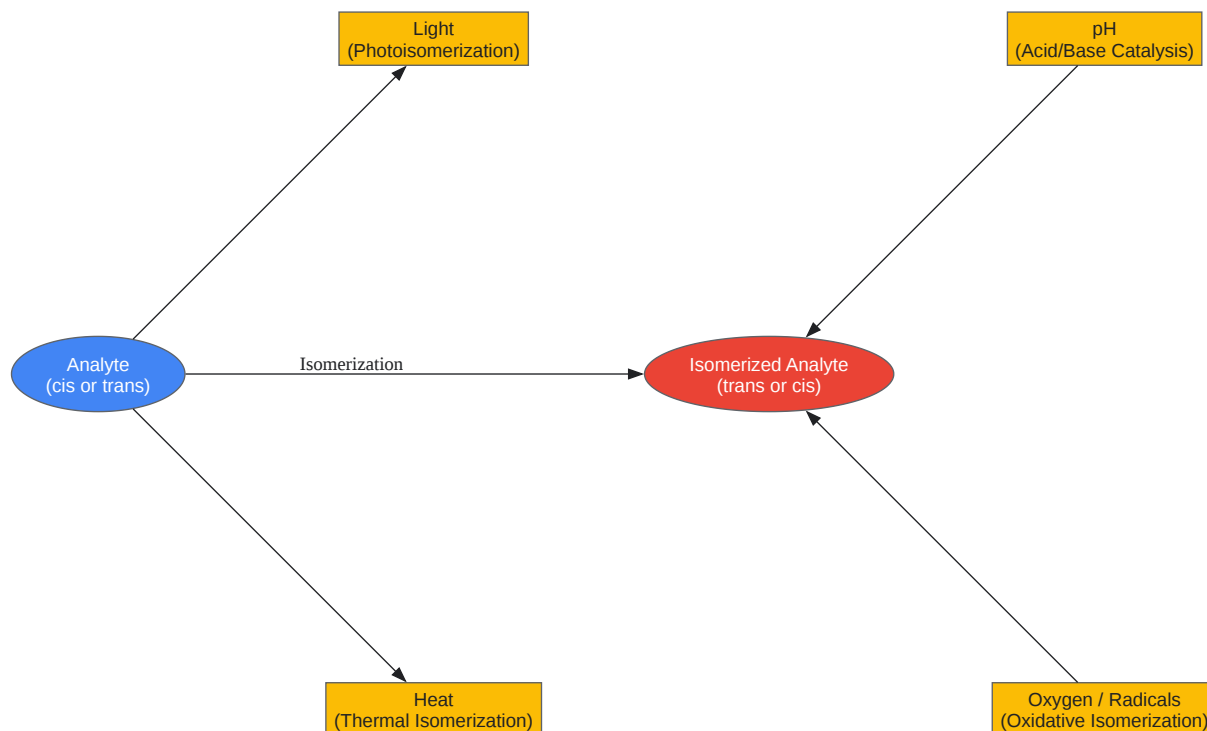 Light
(Photoisomerization)
pH
(Acid/Base Catalysis)
Isomerization
Analyte
(cis or trans)
Isomerized Analyte
(trans or cis)
Heat
(Thermal Isomerization)
Oxygen / Radicals
(Oxidative Isomerization)